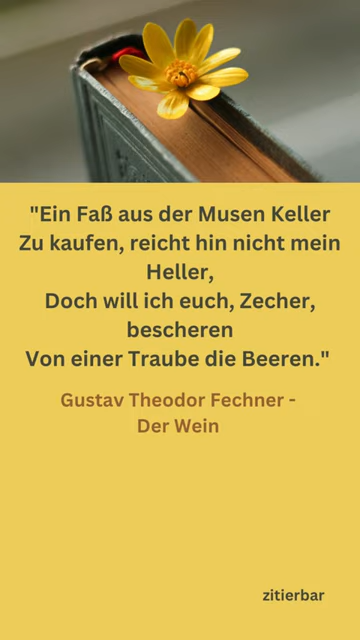 "Ein Faß aus der Musen Keller
Zu kaufen, reicht hin nicht mein
Heller,
Doch will ich euch, Zecher,
bescheren
Von einer Traube die Beeren."
Gustav Theodor Fechner -
Der Wein
zitierbar